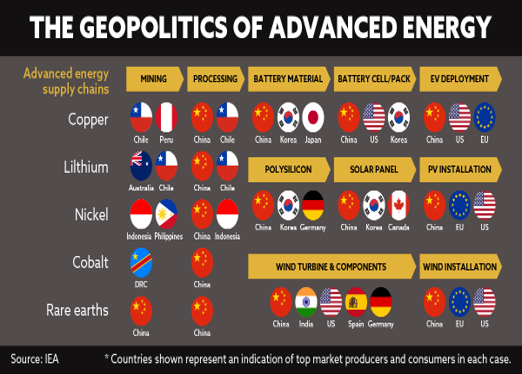 THE GEOPOLITICS OF ADVANCED ENERGY
Advanced energy
supply chains
MINING PROCESSING BATTERY MATERIAL BATTERY CELL/PACK EV DEPLOYMENT
Copper
Chile Peru China Chile China Korea Japan China US Korea China US EU
Lilthium
Australia Chile China Chile
POLYSILICON SOLAR PANEL PV INSTALLATION
Nickel
Indonesia Philippines China Indonesia
China Korea Germany China Korea Canada China EU US
Cobalt
DRC China
WIND TURBINE & COMPONENTS WIND INSTALLATION
Rare earths
China China
China India US Spain Germany China EU US
Source: IEA * Countries shown represent an indication of top market producers and consumers in each case.